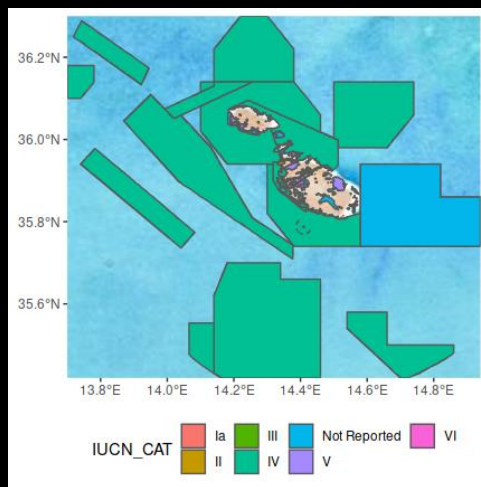 36.2°N
36.0°N
35.8°N
35.6°N
13.8°E 14.0°E 14.2°E 14.4°E 14.6°E 14.8°E
IUCN_CAT
Ia III Not Reported VI
II IV V